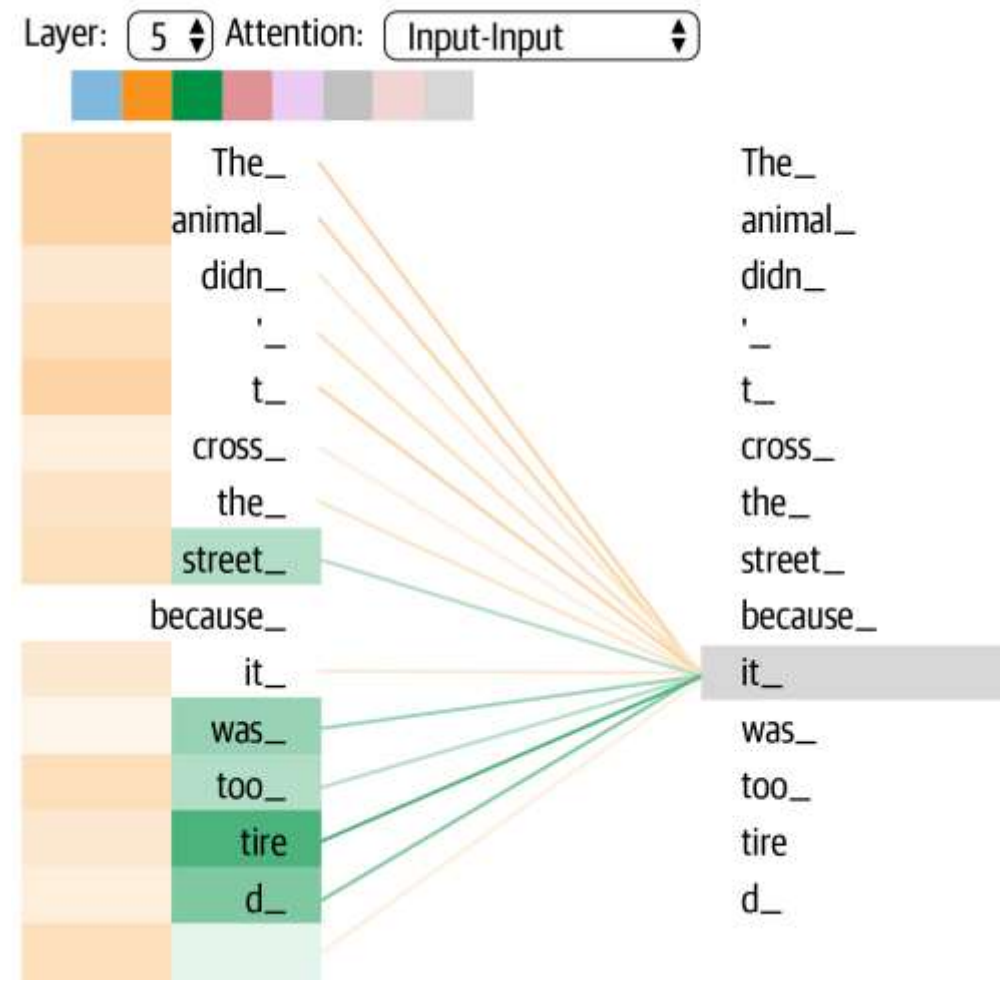 Layer: 5 Attention: Input-Input
The_ The_
animal_ animal_
didn_ didn_
'_ '_
t_ t_
cross_ cross_
the_ the_
street_ street_
because_ because_
it_ it_
was_ was_
too_ too_
tire tire
d_ d_